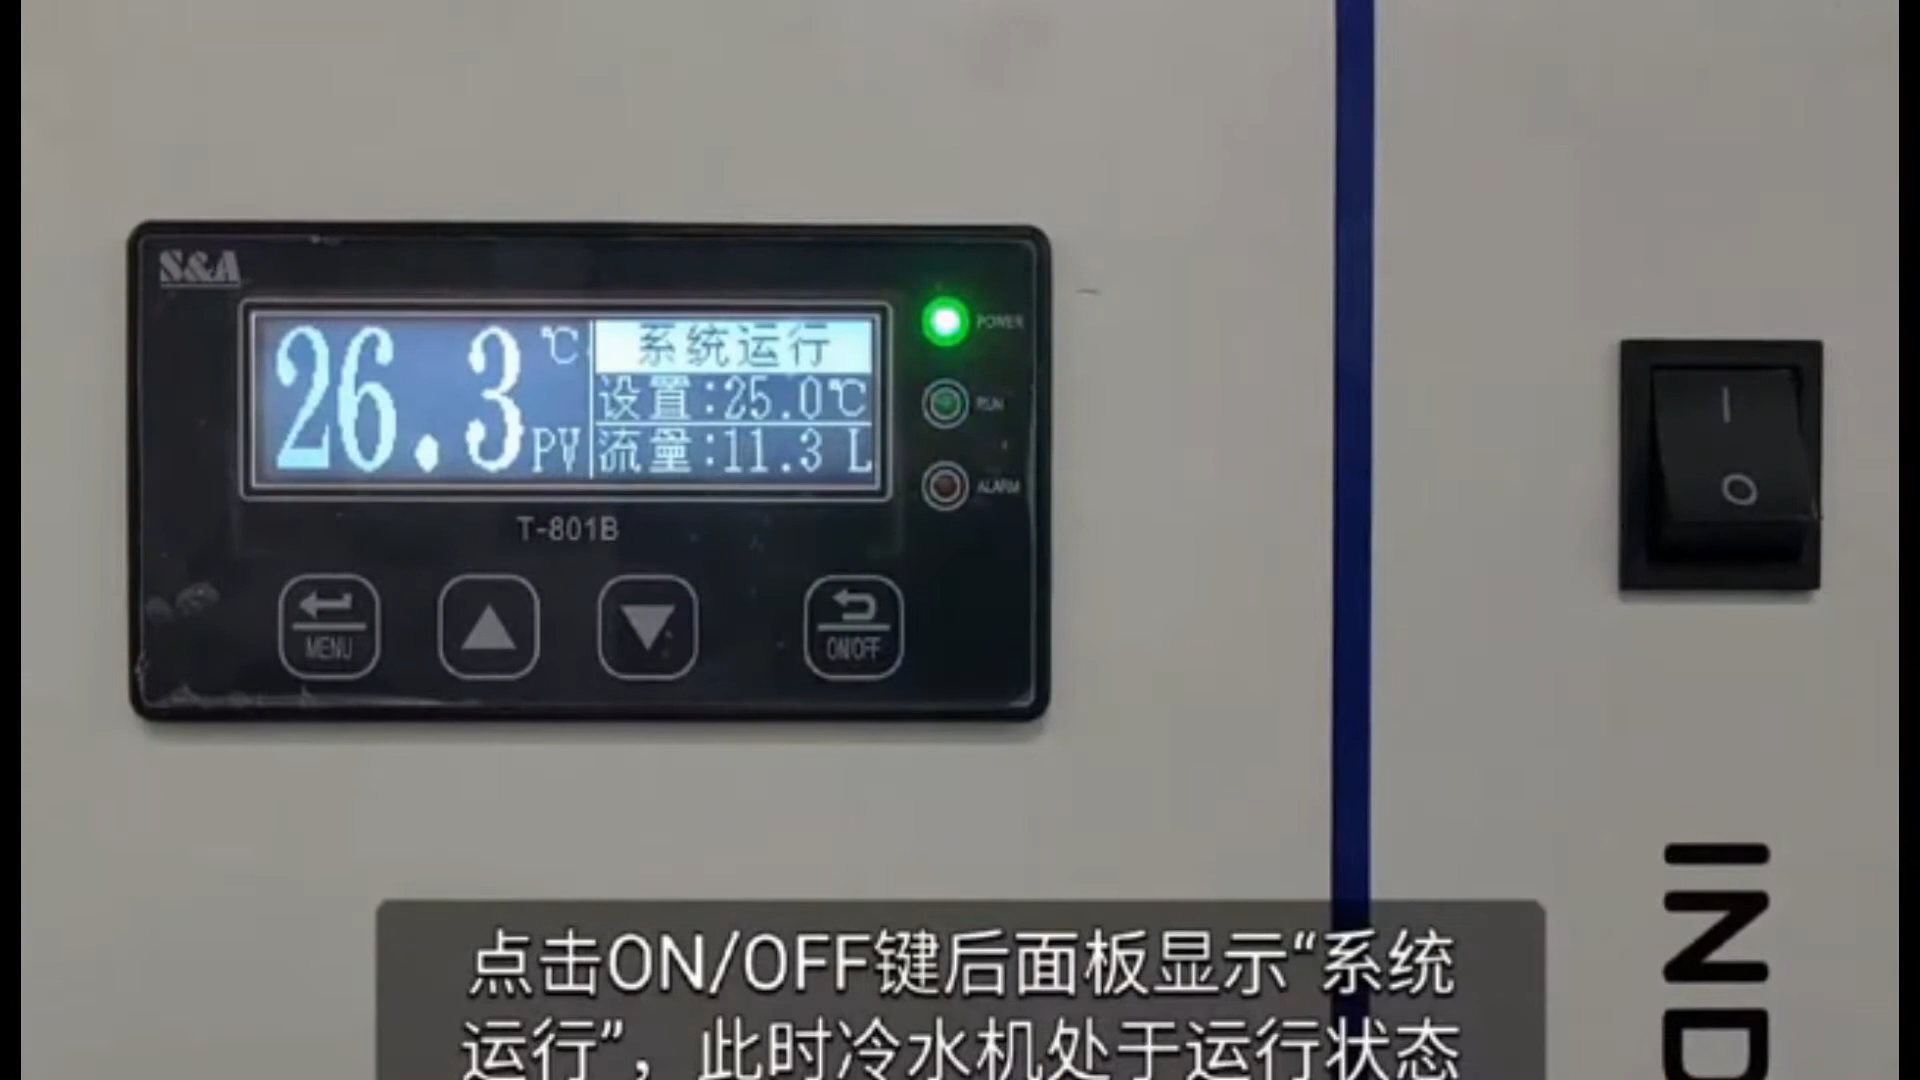 S&A
26.3 ℃ PV
系统运行
设置:25.0℃
流量:11.3 L
POWER
RUN
ALARM
T-801B
MENU
ON/OFF
I
O
IND
点击ON/OFF键后面板显示“系统
运行”，此时冷水机处于运行状态